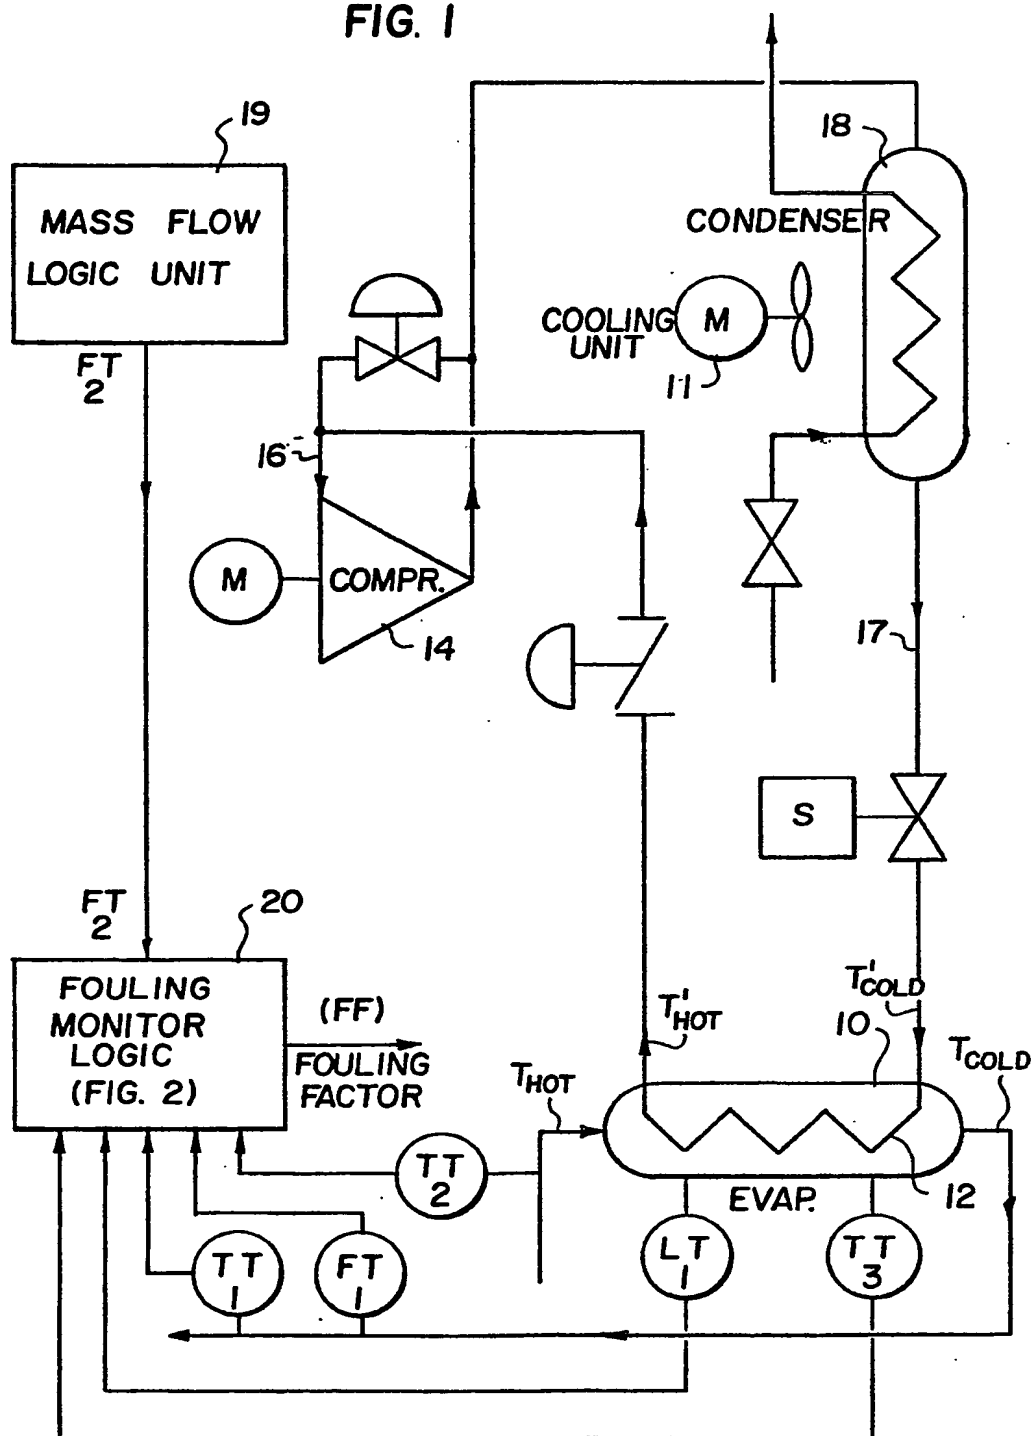 FIG. 1
19
MASS FLOW
LOGIC UNIT
FT
2
18
CONDENSER
COOLING
UNIT
M
11
16
M
COMPR.
14
17
S
FT
2
20
FOULING
MONITOR
LOGIC
(FIG. 2)
(FF)
FOULING
FACTOR
T'HOT
T'COLD
10
TCOLD
THOT
12
EVAP.
TT
2
TT
1
FT
1
LT
1
TT
3